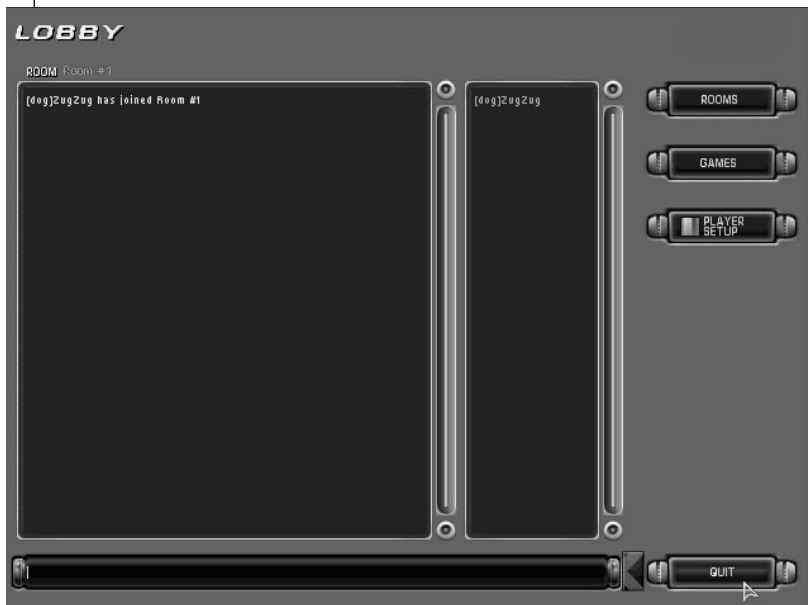 LOBBY
ROOM Room #1
[dog]ZugZug has joined Room #1
[dog]ZugZug
ROOMS
GAMES
PLAYER
SETUP
QUIT